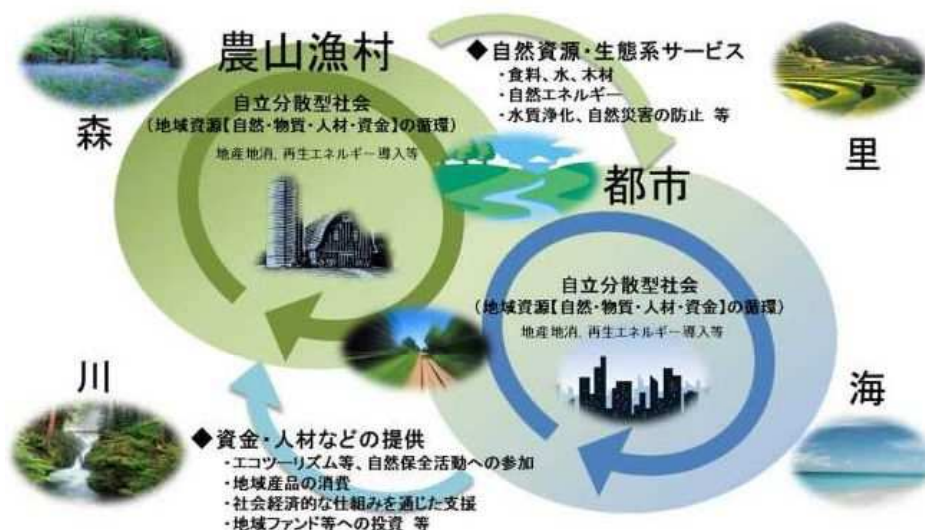 農山漁村
自立分散型社会
(地域資源【自然・物質・人材・資金】の循環)
地産地消、再生エネルギー導入等
◆自然資源・生態系サービス
・食料、水、木材
・自然エネルギー
・水質浄化、自然災害の防止 等
森
里
都市
自立分散型社会
(地域資源【自然・物質・人材・資金】の循環)
地産地消、再生エネルギー導入等
川
海
◆資金・人材などの提供
・エコツーリズム等、自然保全活動への参加
・地域産品の消費
・社会経済的な仕組みを通じた支援
・地域ファンド等への投資 等